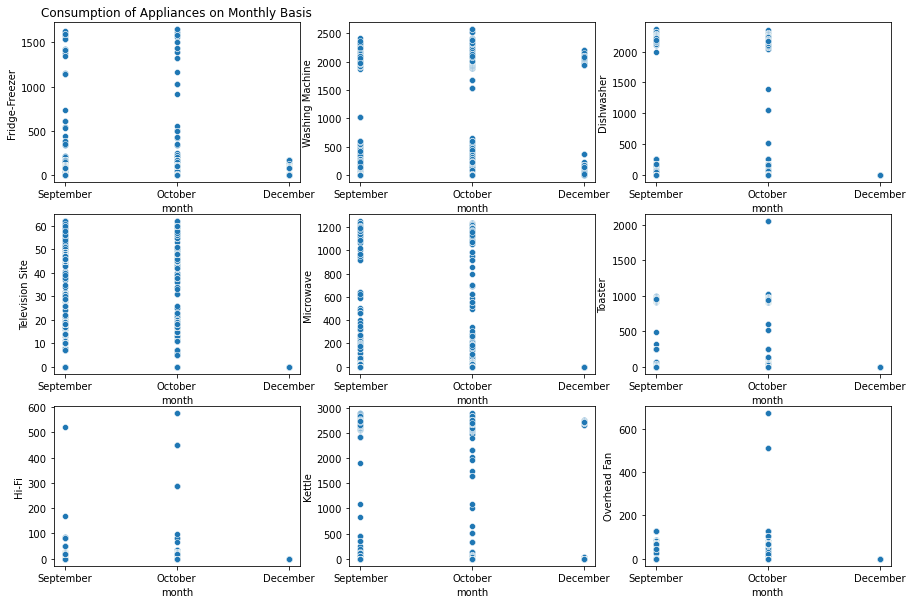 Consumption of Appliances on Monthly Basis
Fridge-Freezer
1500
1000
500
0
September October December
month
Washing Machine
2500
2000
1500
1000
500
0
September October December
month
Dishwasher
2000
1500
1000
500
0
September October December
month
Television Site
60
50
40
30
20
10
0
September October December
month
Microwave
1200
1000
800
600
400
200
0
September October December
month
Toaster
2000
1500
1000
500
0
September October December
month
Hi-Fi
600
500
400
300
200
100
0
September October December
month
Kettle
3000
2500
2000
1500
1000
500
0
September October December
month
Overhead Fan
600
400
200
0
September October December
month